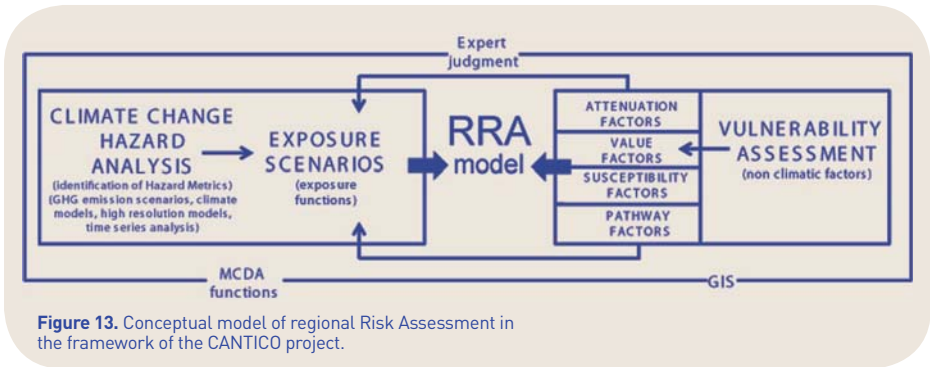 Expert
judgment
CLIMATE CHANGE
HAZARD
ANALYSIS
(identification of Hazard Metrics)
(GHG emission scenarios, climate
models, high resolution models,
time series analysis)
EXPOSURE
SCENARIOS
(exposure
functions)
RRA
model
ATTENUATION
FACTORS
VALUE
FACTORS
SUSCEPTIBILITY
FACTORS
PATHWAY
FACTORS
VULNERABILITY
ASSESSMENT
(non climatic factors)
MCDA
functions
GIS
Figure 13. Conceptual model of regional Risk Assessment in
the framework of the CANTICO project.